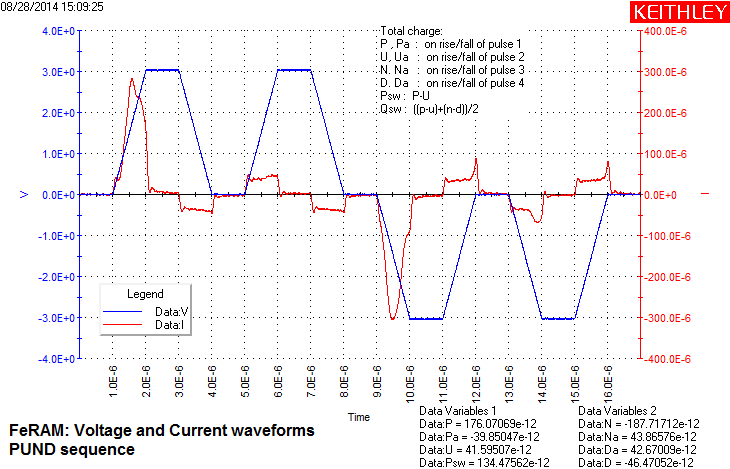 08/28/2014 15:09:25
KEITHLEY
4.0E+0
3.0E+0
2.0E+0
1.0E+0
0.0E+0
-1.0E+0
-2.0E+0
-3.0E+0
-4.0E+0
V
Total charge:
P , Pa : on rise/fall of pulse 1
U, Ua : on rise/fall of pulse 2
N. Na : on rise/fall of pulse 3
D. Da : on rise/fall of pulse 4
Psw : P-U
Qsw : ((p-u)+(n-d))/2
400.0E-6
300.0E-6
200.0E-6
100.0E-6
0.0E+0
-100.0E-6
-200.0E-6
-300.0E-6
-400.0E-6
I
Legend
Data:V
Data:I
1.0E-6
2.0E-6
3.0E-6
4.0E-6
5.0E-6
6.0E-6
7.0E-6
8.0E-6
9.0E-6
10.0E-6
11.0E-6
12.0E-6
13.0E-6
14.0E-6
15.0E-6
16.0E-6
Time
FeRAM: Voltage and Current waveforms
PUND sequence
Data Variables 1
Data:P = 176.07069e-12
Data:Pa = -39.85047e-12
Data:U = 41.59507e-12
Data:Psw = 134.47562e-12
Data Variables 2
Data:N = -187.71712e-12
Data:Na = 43.86576e-12
Data:Da = 42.67009e-12
Data:D = -46.47052e-12